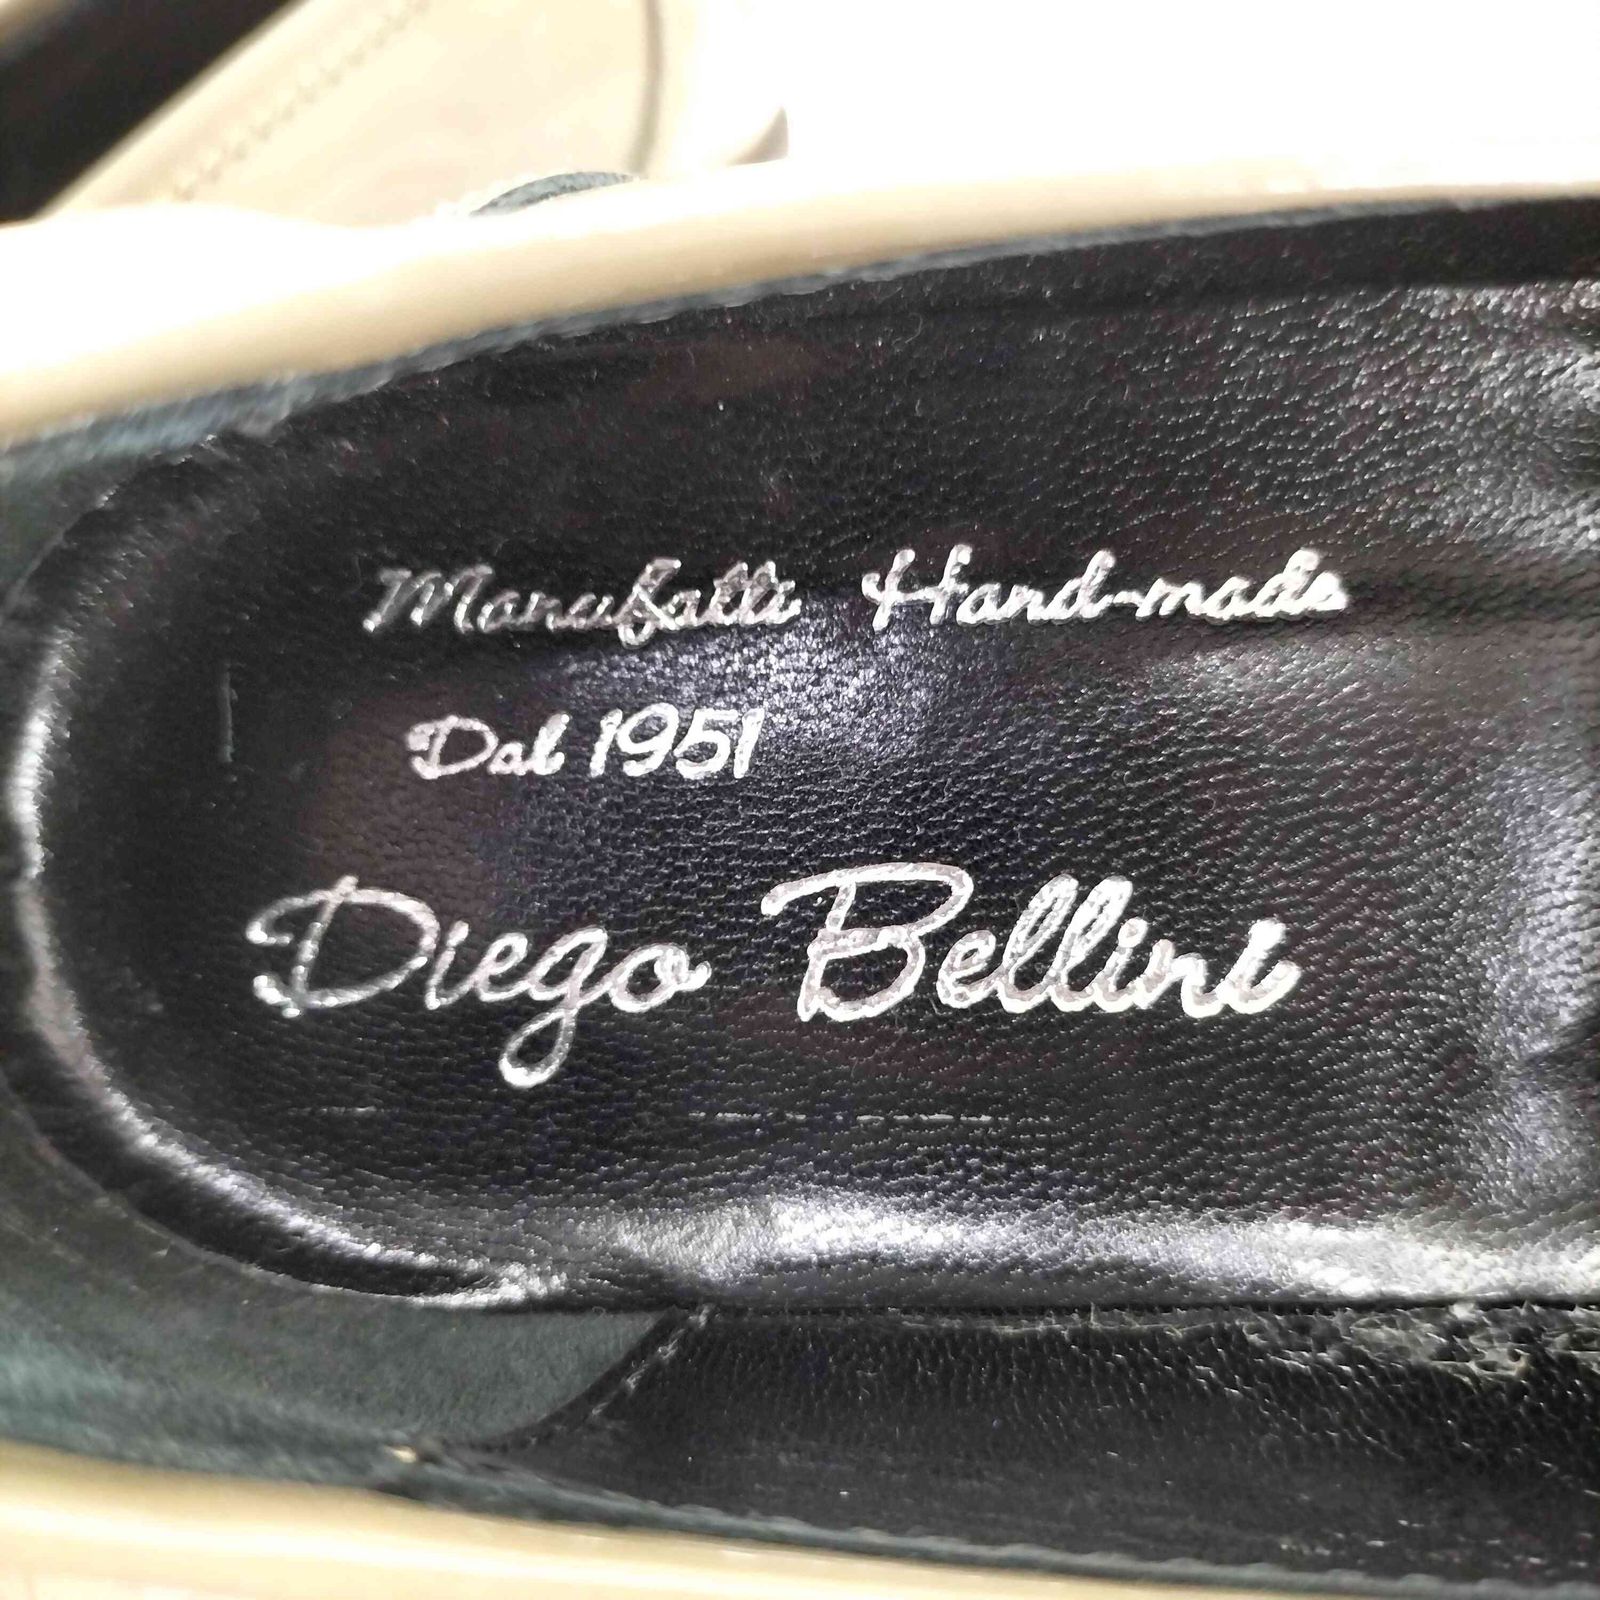 Manufatti Hand-made
Dal 1951
Diego Bellini